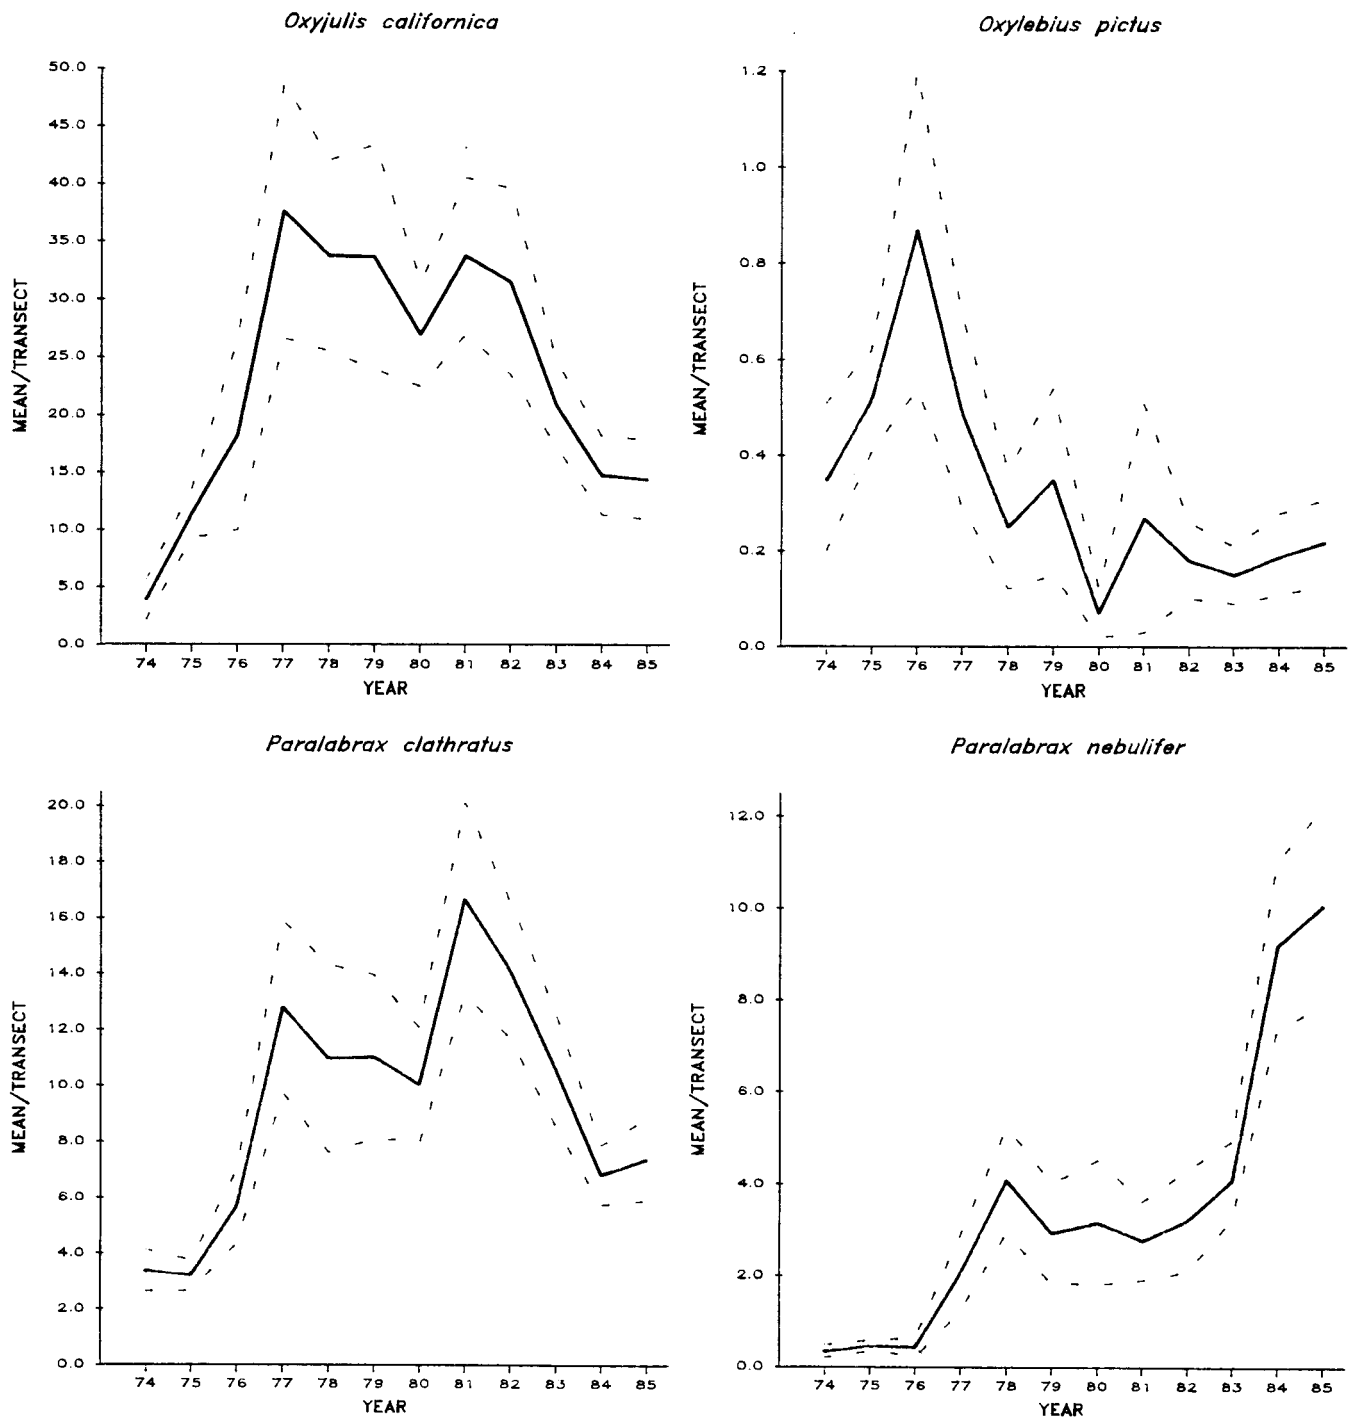 Oxyjulis californica
50.0
45.0
40.0
35.0
30.0
25.0
20.0
15.0
10.0
5.0
0.0
MEAN/TRANSECT
74 75 76 77 78 79 80 81 82 83 84 85
YEAR
Oxylebius pictus
1.2
1.0
0.8
0.6
0.4
0.2
0.0
MEAN/TRANSECT
74 75 76 77 78 79 80 81 82 83 84 85
YEAR
Paralabrax clathratus
20.0
18.0
16.0
14.0
12.0
10.0
8.0
6.0
4.0
2.0
0.0
MEAN/TRANSECT
74 75 76 77 78 79 80 81 82 83 84 85
YEAR
Paralabrax nebulifer
12.0
10.0
8.0
6.0
4.0
2.0
0.0
MEAN/TRANSECT
74 75 76 77 78 79 80 81 82 83 84 85
YEAR